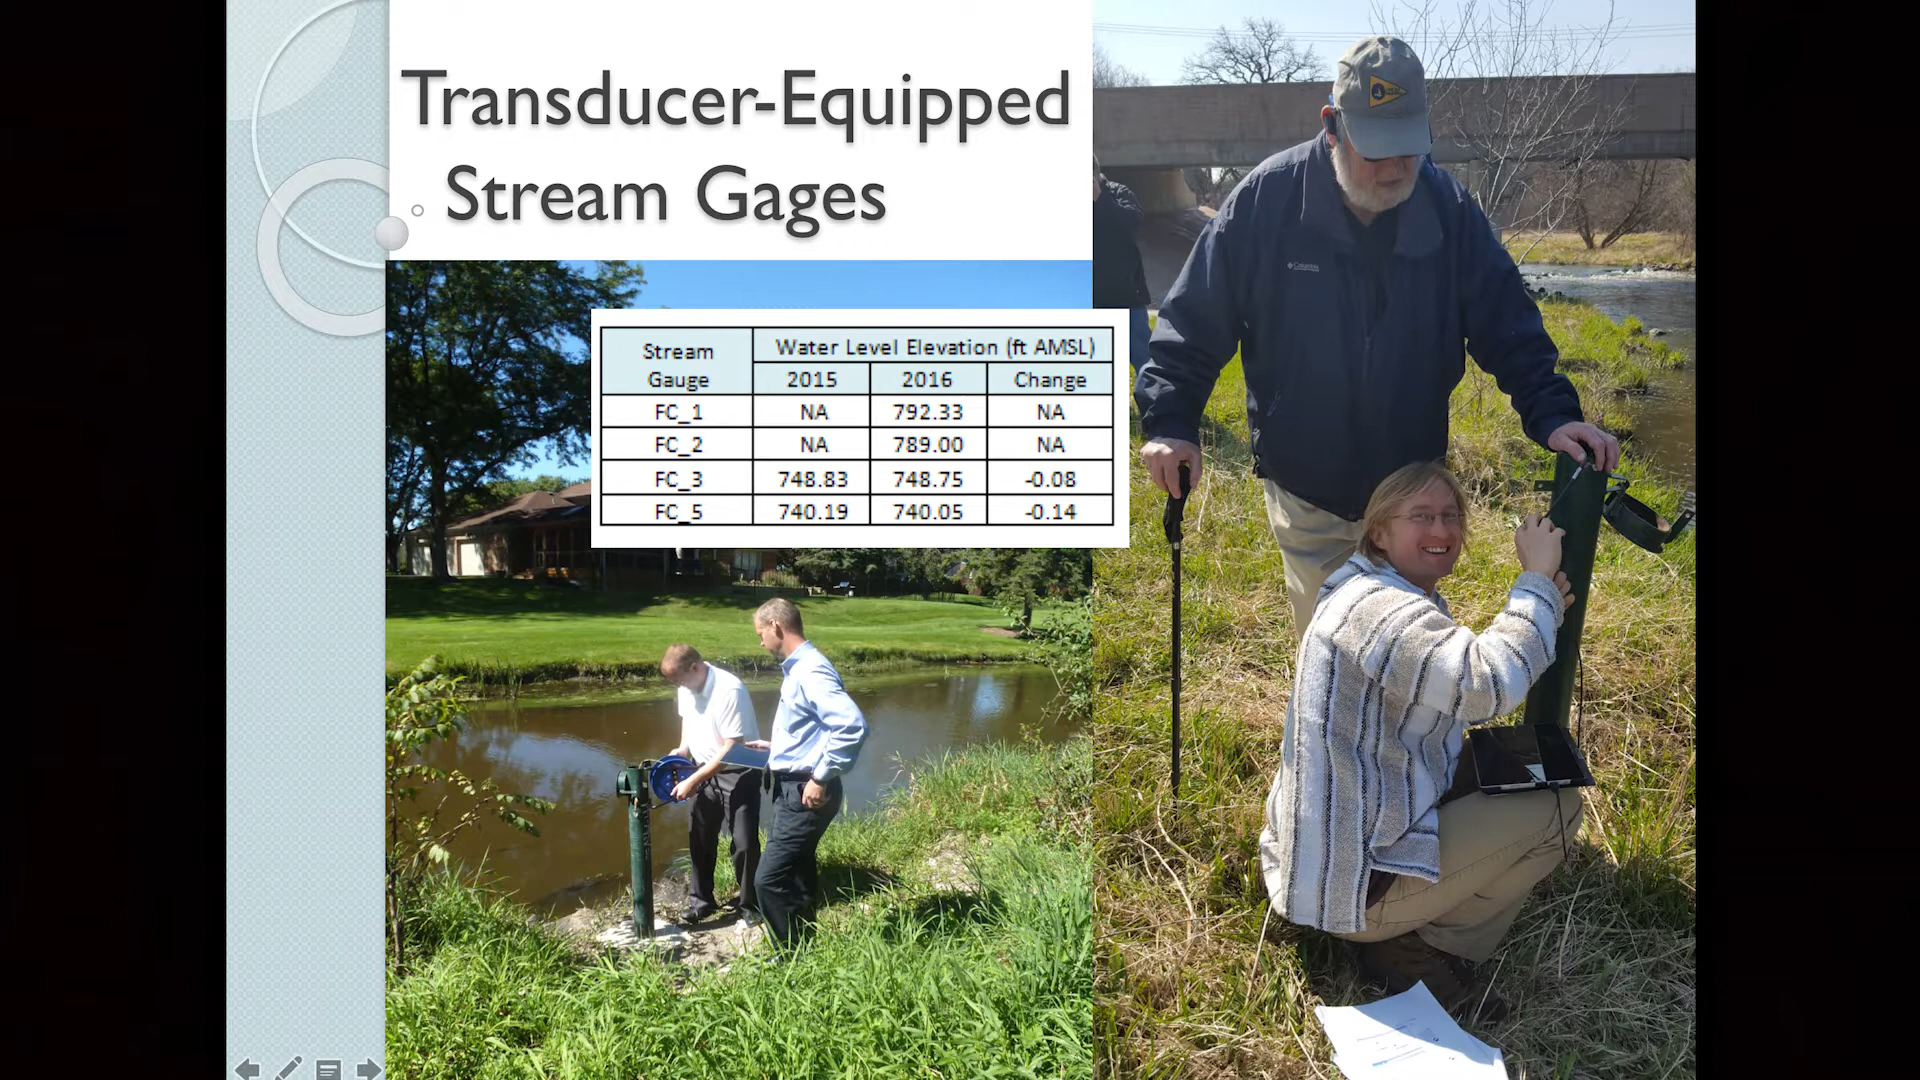 Transducer-Equipped
Stream Gages
Stream Gauge Water Level Elevation (ft AMSL)
2015 2016 Change
FC_1 NA 792.33 NA
FC_2 NA 789.00 NA
FC_3 748.83 748.75 -0.08
FC_5 740.19 740.05 -0.14
Columbia